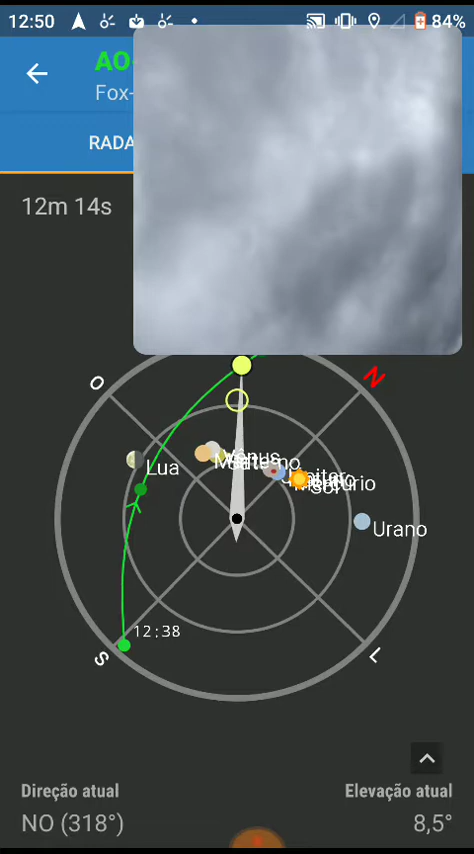 12:50 84%
AO-
Fox-
RADA
12m 14s
O
N
Lua
Urano
12:38
S
L
Direção atual
Elevação atual
NO (318°)
8,5°